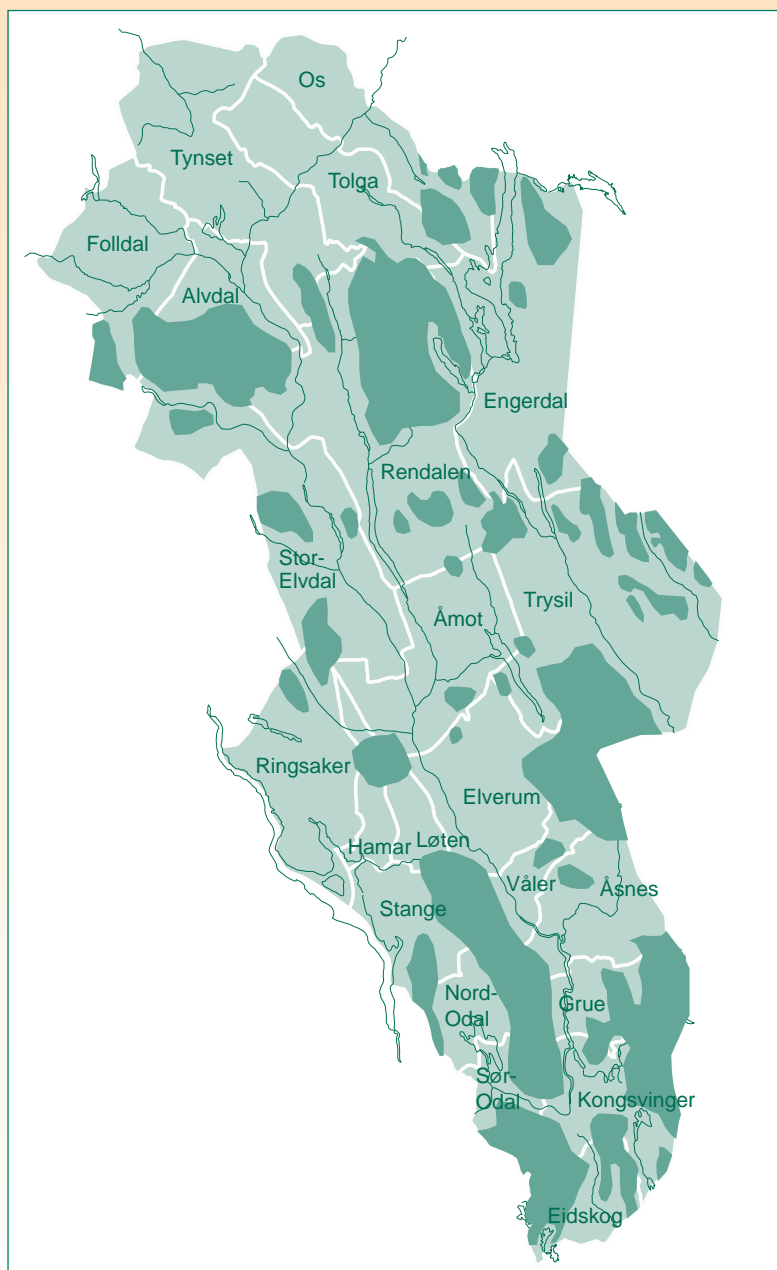 Os
Tynset
Tolga
Folldal
Alvdal
Engerdal
Rendalen
Stor-
Elvdal
Trysil
Åmot
Ringsaker
Elverum
Hamar
Løten
Våler
Åsnes
Stange
Nord-
Odal
Grue
Sør-
Odal
Kongsvinger
Eidskog